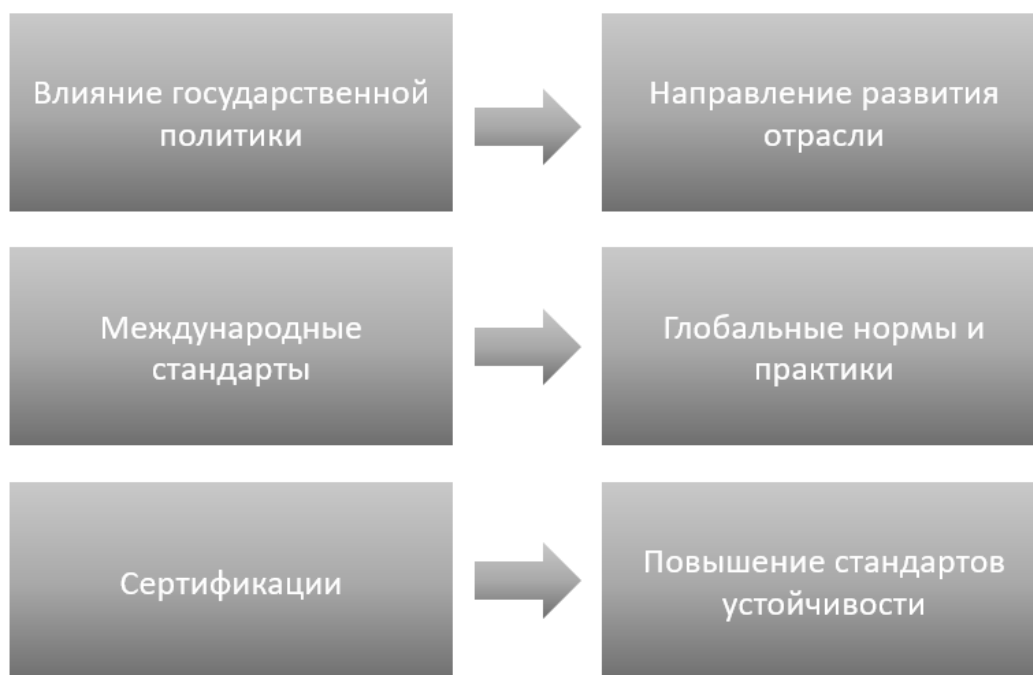 Влияние государственной
политики
Направление развития
отрасли
Международные
стандарты
Глобальные нормы и
практики
Сертификации
Повышение стандартов
устойчивости